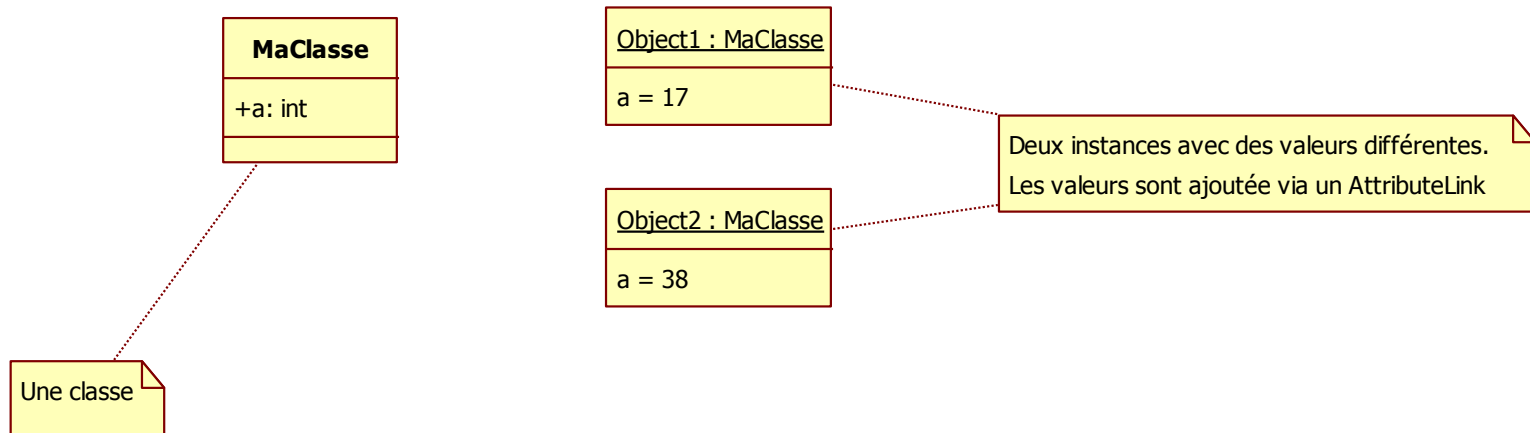 MaClasse
+a: int
Object1 : MaClasse
a = 17
Object2 : MaClasse
a = 38
Deux instances avec des valeurs différentes.
Les valeurs sont ajoutée via un AttributeLink
Une classe